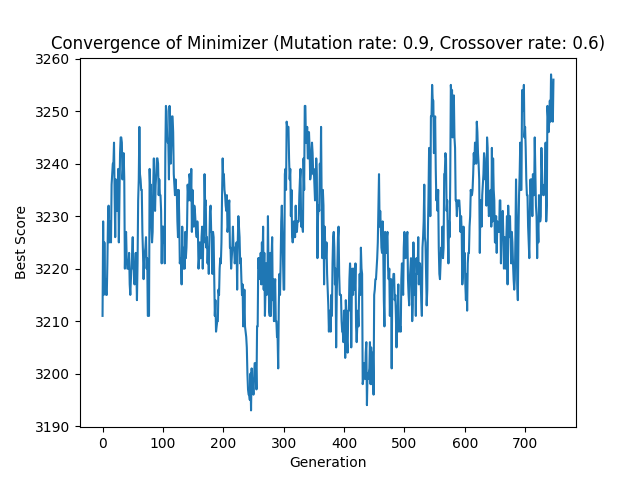 Convergence of Minimizer (Mutation rate: 0.9, Crossover rate: 0.6)
3260
3250
3240
3230
3220
3210
3200
3190
Best Score
0 100 200 300 400 500 600 700
Generation